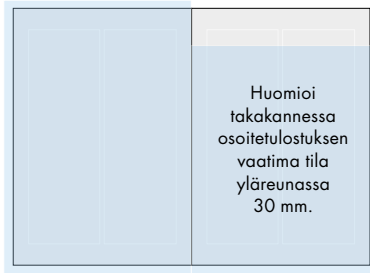 Huomioi
takakannessa
osoitetulostuksen
vaatima tila
yläreunassa
30 mm.